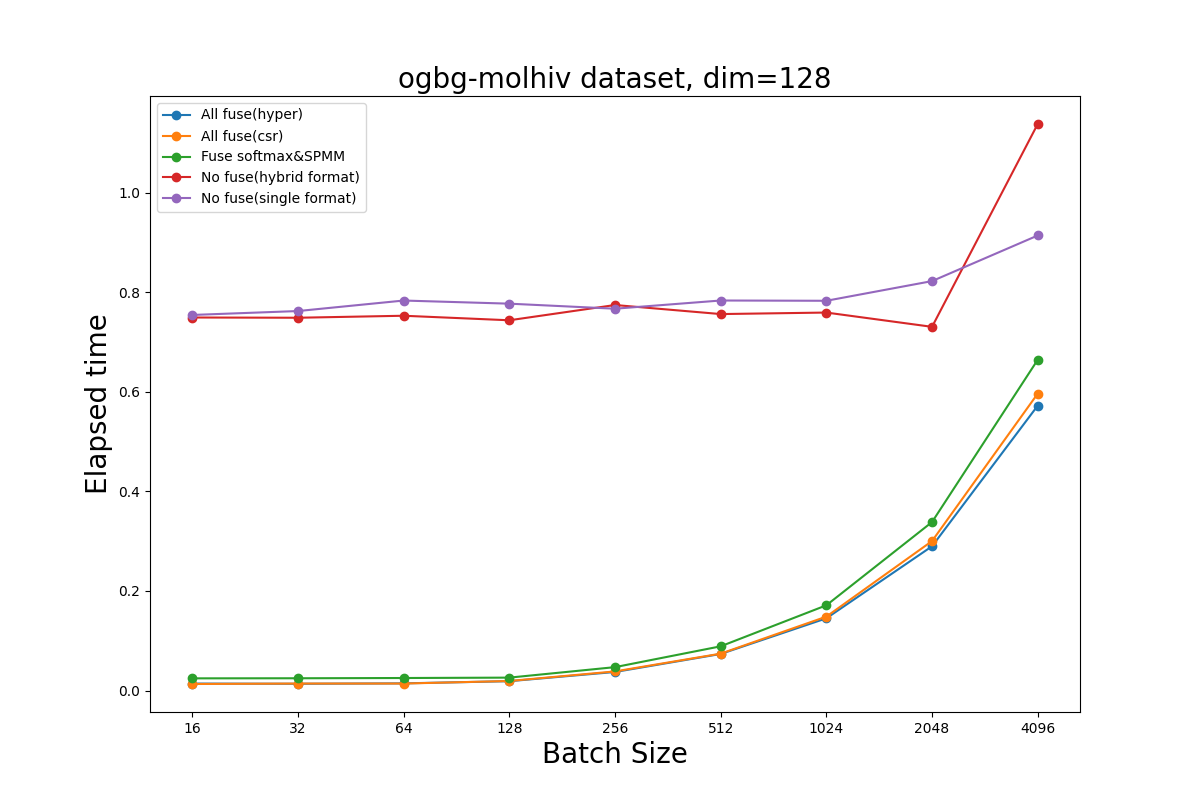 ogbg-molhiv dataset, dim=128
All fuse(hyper)
All fuse(csr)
Fuse softmax&SPMM
No fuse(hybrid format)
No fuse(single format)
Elapsed time
1.0
0.8
0.6
0.4
0.2
0.0
16 32 64 128 256 512 1024 2048 4096
Batch Size